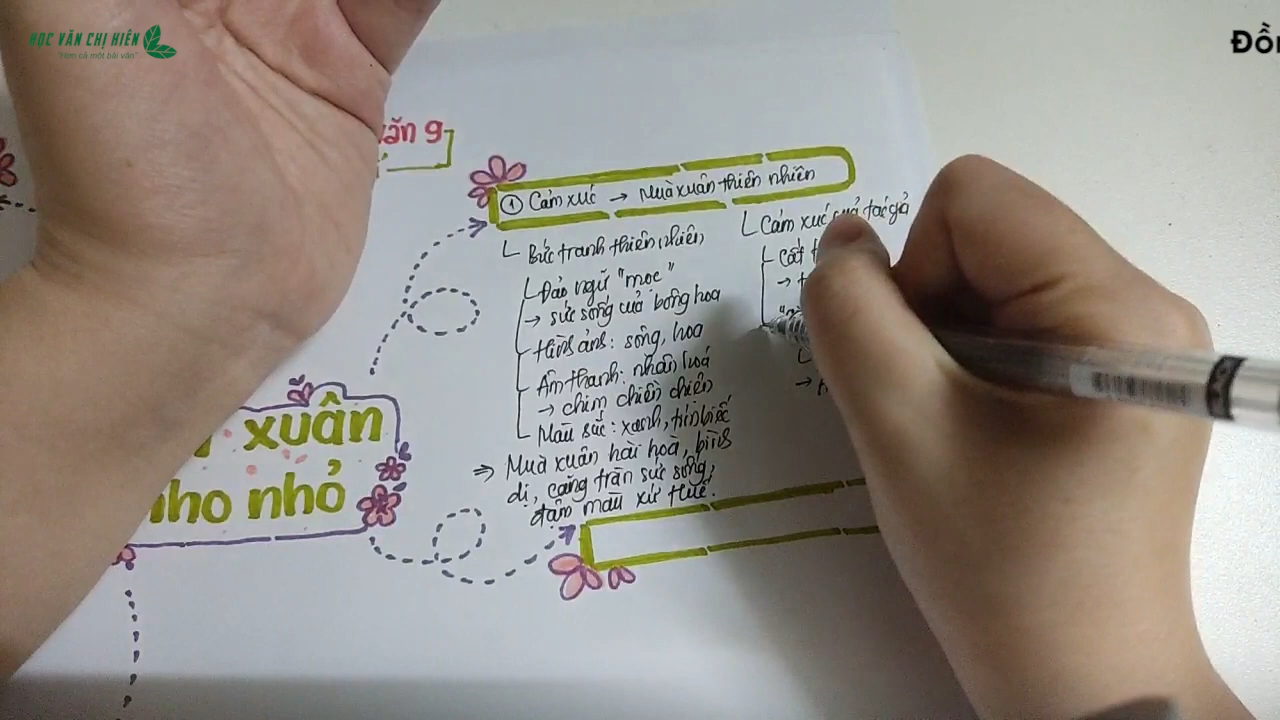 HỌC VĂN CHỊ HIÊN
"Hơn cả một bài văn"
Đồn
văn 9
① Cảm xúc → Mùa xuân thiên nhiên
Bức tranh thiên nhiên
Đảo ngữ "mọc"
→ sức sống của bông hoa
Hình ảnh: sông, hoa
Âm thanh: nhân hoá
→ chim chiền chiện
Màu sắc: xanh, tím biếc
⇒ Mùa xuân hài hoà, bình
dị, căng tràn sức sống,
đậm màu xứ Huế.
Cảm xúc của tác giả
xuân
nho nhỏ